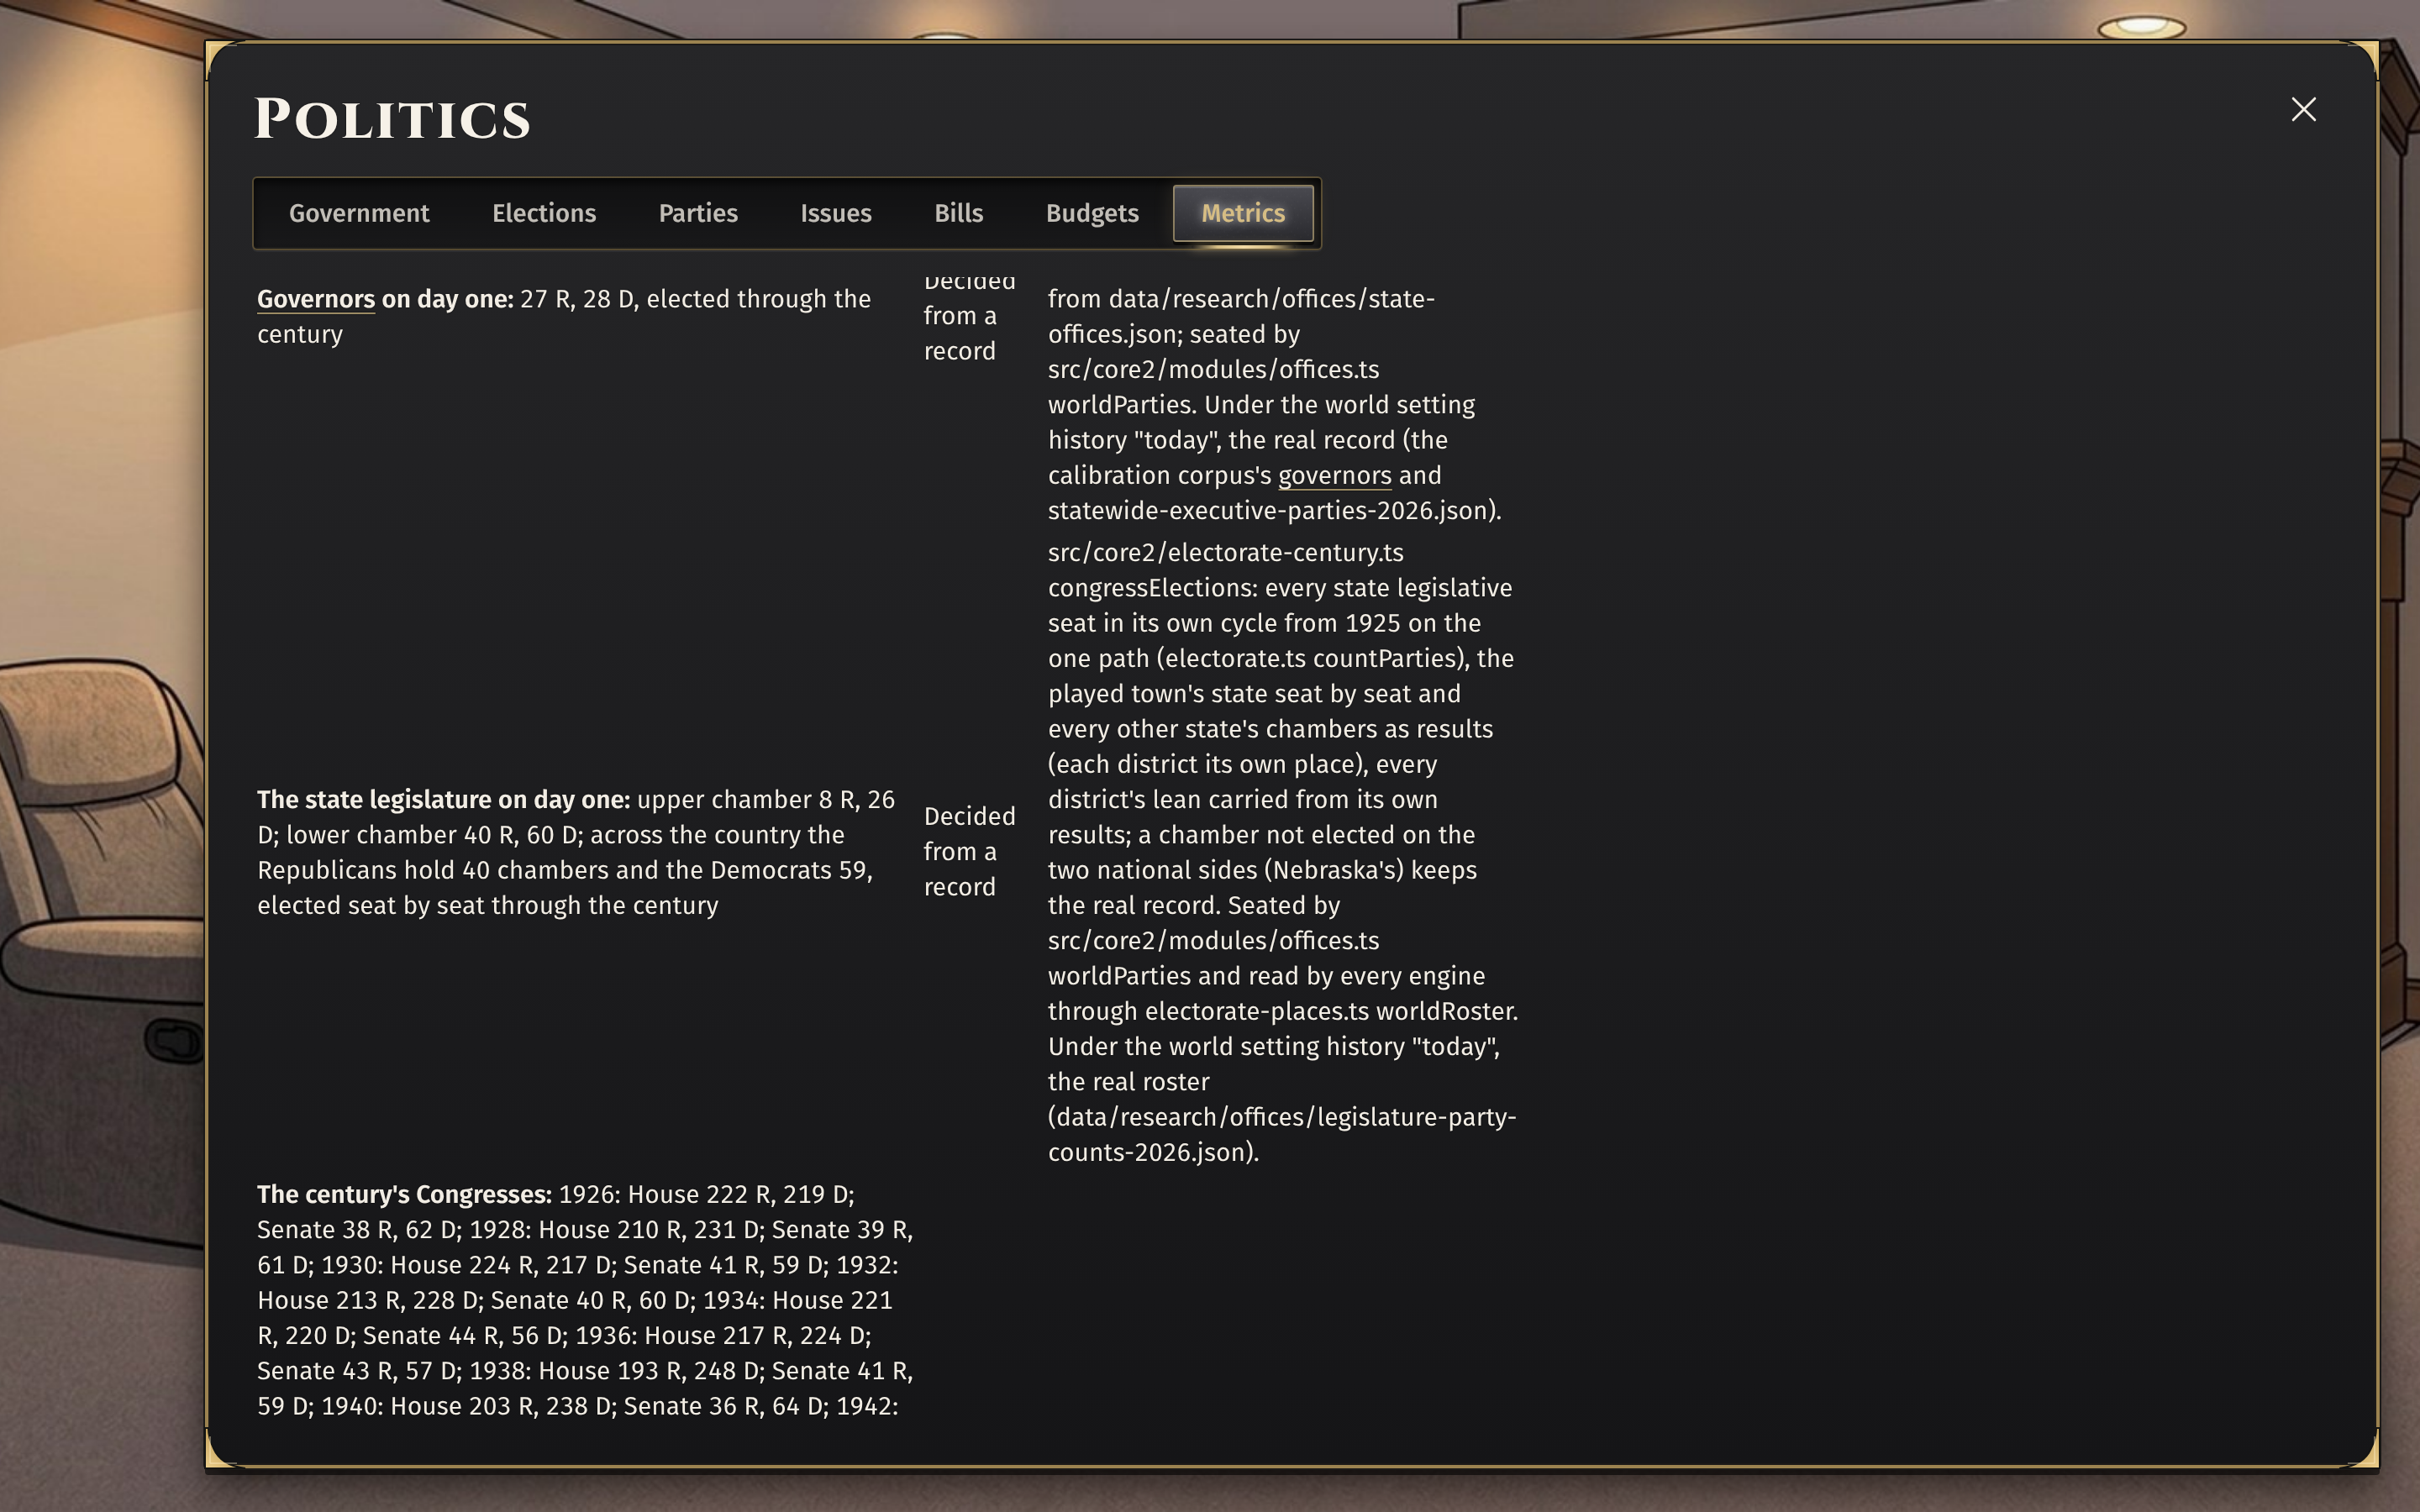 POLITICS
Government Elections Parties Issues Bills Budgets Metrics
Governors on day one: 27 R, 28 D, elected through the
century
Decided
from a
record
from data/research/offices/state-
offices.json; seated by
src/core2/modules/offices.ts
worldParties. Under the world setting
history "today", the real record (the
calibration corpus's governors and
statewide-executive-parties-2026.json).
The state legislature on day one: upper chamber 8 R, 26
D; lower chamber 40 R, 60 D; across the country the
Republicans hold 40 chambers and the Democrats 59,
elected seat by seat through the century
Decided
from a
record
src/core2/electorate-century.ts
congressElections: every state legislative
seat in its own cycle from 1925 on the
one path (electorate.ts countParties), the
played town's state seat by seat and
every other state's chambers as results
(each district its own place), every
district's lean carried from its own
results; a chamber not elected on the
two national sides (Nebraska's) keeps
the real record. Seated by
src/core2/modules/offices.ts
worldParties and read by every engine
through electorate-places.ts worldRoster.
Under the world setting history "today",
the real roster
(data/research/offices/legislature-party-
counts-2026.json).
The century's Congresses: 1926: House 222 R, 219 D;
Senate 38 R, 62 D; 1928: House 210 R, 231 D; Senate 39 R,
61 D; 1930: House 224 R, 217 D; Senate 41 R, 59 D; 1932:
House 213 R, 228 D; Senate 40 R, 60 D; 1934: House 221
R, 220 D; Senate 44 R, 56 D; 1936: House 217 R, 224 D;
Senate 43 R, 57 D; 1938: House 193 R, 248 D; Senate 41 R,
59 D; 1940: House 203 R, 238 D; Senate 36 R, 64 D; 1942: